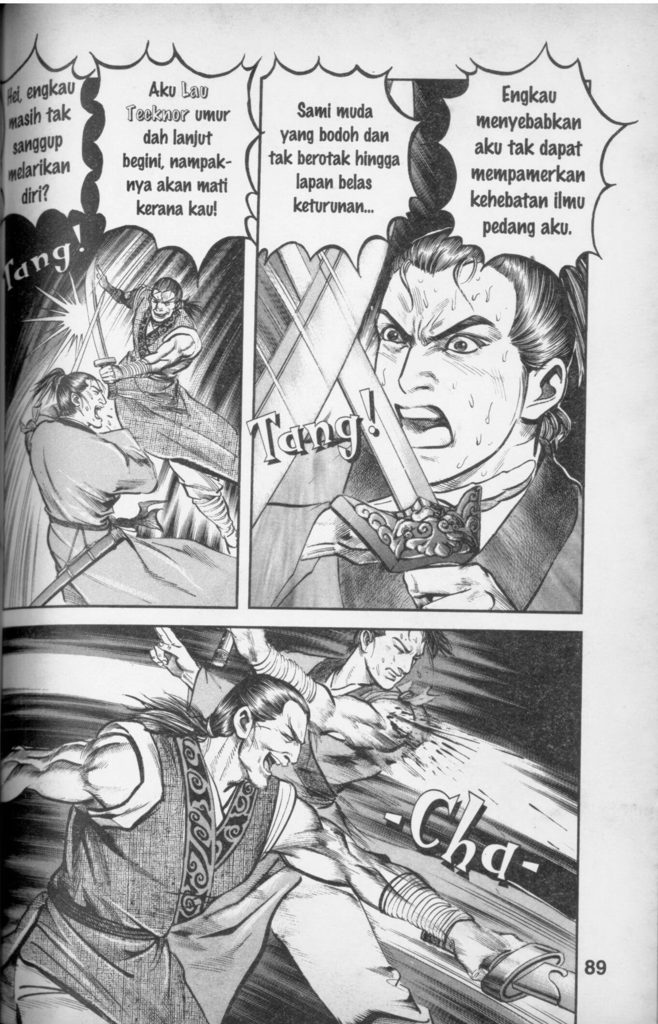 Hei, engkau
masih tak
sanggup
melarikan
diri?
Aku Lau
Tecknor umur
dah lanjut
begini, nampak-
nya akan mati
kerana kau!
Sami muda
yang bodoh dan
tak berotak hingga
lapan belas
keturunan...
Engkau
menyebabkan
aku tak dapat
mempamerkan
kehebatan ilmu
pedang aku.
Tang!
Tang!
-Cha-
89